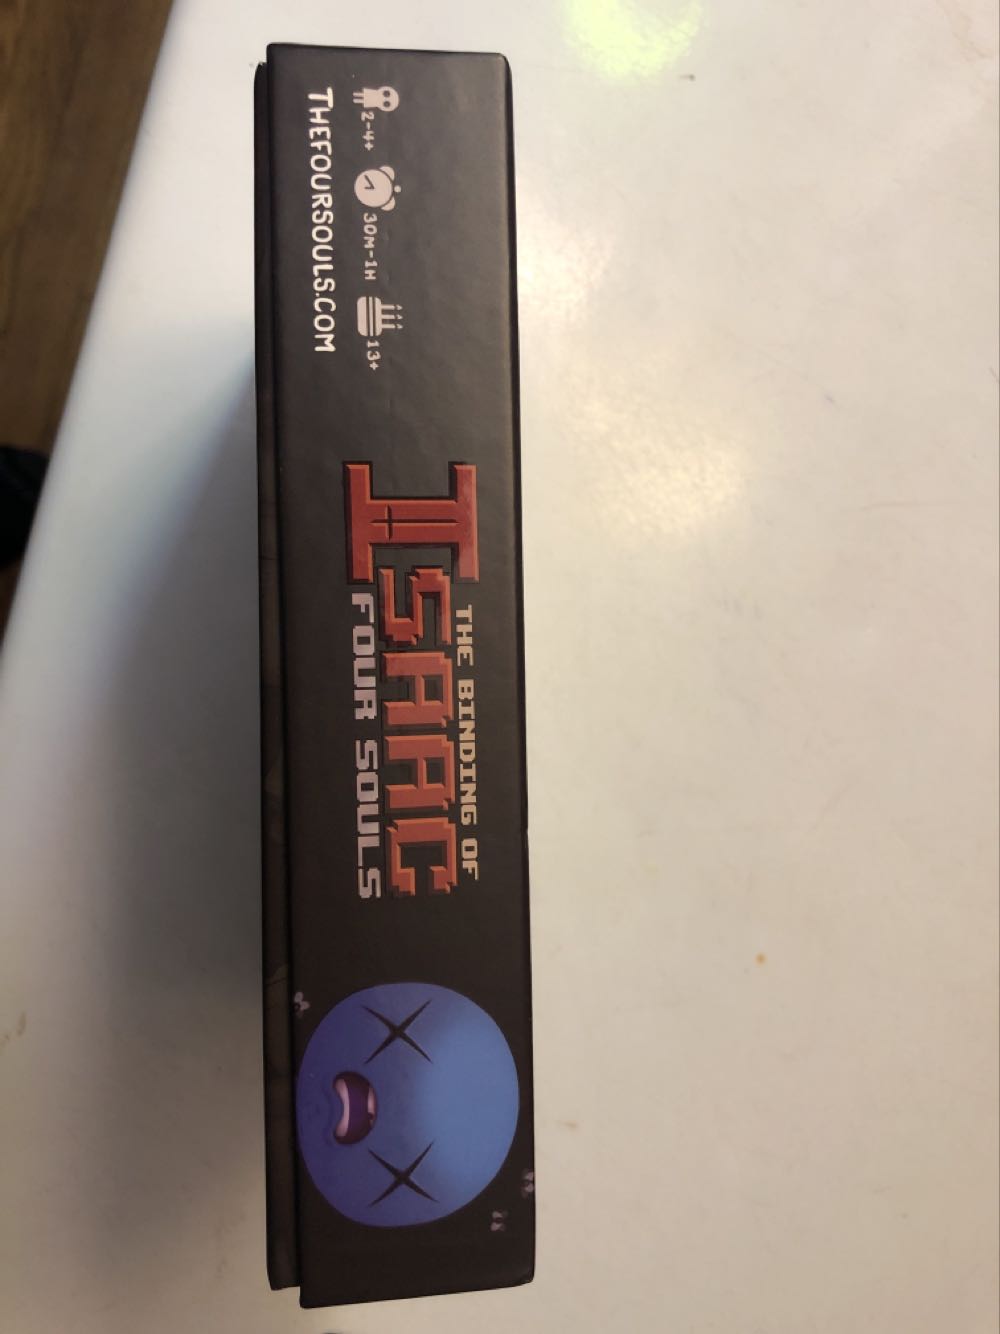 2-4+ 30M-1H 13+
THEFOURSOULS.COM
THE BINDING OF
ISAAC
FOUR SOULS